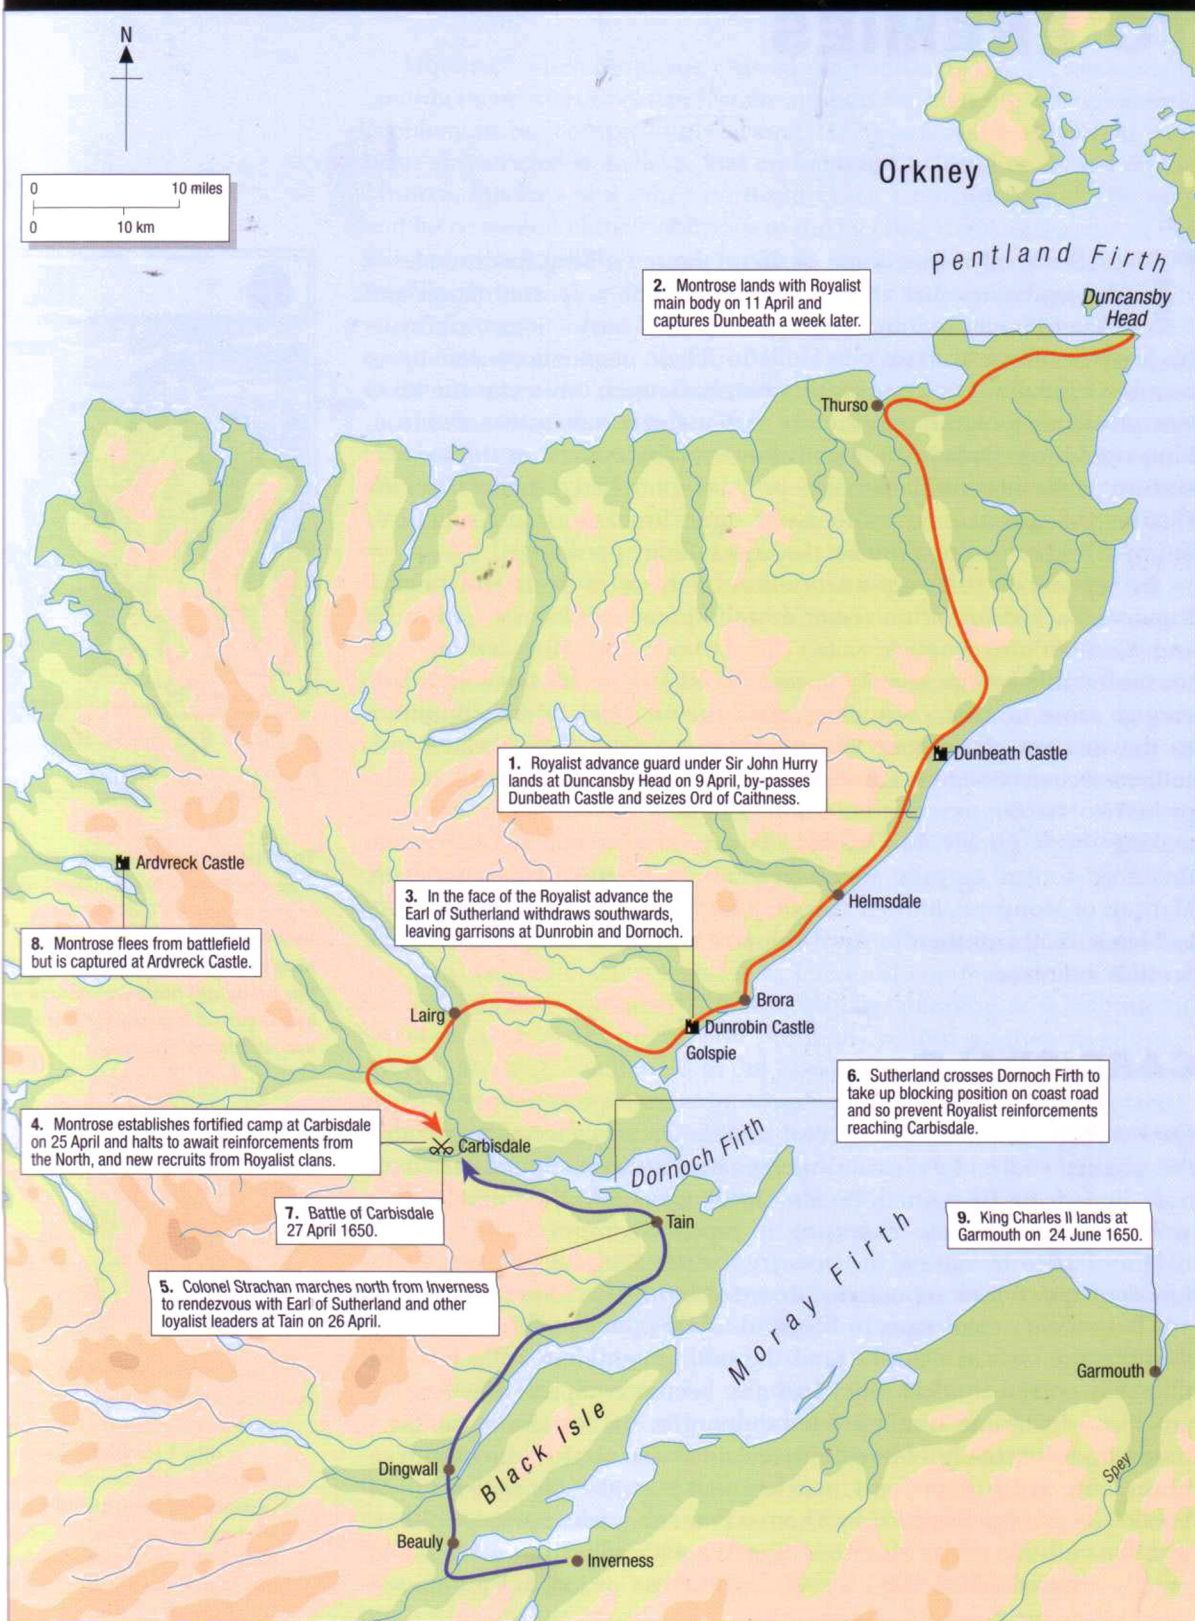 N
0 10 miles
0 10 km
Orkney
Pentland Firth
Duncansby
Head
2. Montrose lands with Royalist
main body on 11 April and
captures Dunbeath a week later.
Thurso
1. Royalist advance guard under Sir John Hurry
lands at Duncansby Head on 9 April, by-passes
Dunbeath Castle and seizes Ord of Caithness.
Dunbeath Castle
Ardvreck Castle
3. In the face of the Royalist advance the
Earl of Sutherland withdraws southwards,
leaving garrisons at Dunrobin and Dornoch.
Helmsdale
8. Montrose flees from battlefield
but is captured at Ardvreck Castle.
Brora
Lairg
Dunrobin Castle
Golspie
6. Sutherland crosses Dornoch Firth to
take up blocking position on coast road
and so prevent Royalist reinforcements
reaching Carbisdale.
4. Montrose establishes fortified camp at Carbisdale
on 25 April and halts to await reinforcements from
the North, and new recruits from Royalist clans.
Carbisdale
Dornoch Firth
7. Battle of Carbisdale
27 April 1650.
Tain
9. King Charles II lands at
Garmouth on 24 June 1650.
5. Colonel Strachan marches north from Inverness
to rendezvous with Earl of Sutherland and other
loyalist leaders at Tain on 26 April.
Moray Firth
Garmouth
Black Isle
Dingwall
Spey
Beauly
Inverness